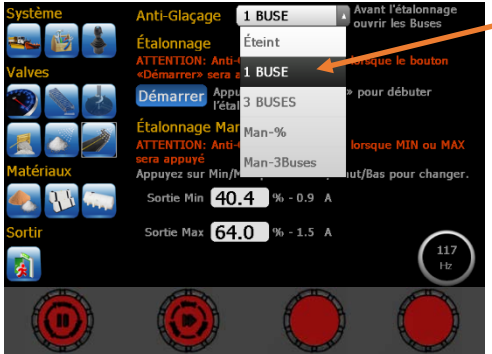 Système
Anti-Glaçage 1 BUSE Avant l'étalonnage
ouvrir les Buses
Étalonnage
Éteint
ATTENTION: Anti- lorsque le bouton
«Démarrer» sera
Valves
1 BUSE
Démarrer Appu » pour débuter
l'étal
3 BUSES
Étalonnage Man
Man-%
ATTENTION: Anti- lorsque MIN ou MAX
sera appuyé
Man-3Buses
Matériaux
Appuyez sur Min/M ut/Bas pour changer.
Sortie Min 40.4 % - 0.9 A
Sortir
Sortie Max 64.0 % - 1.5 A
117
Hz